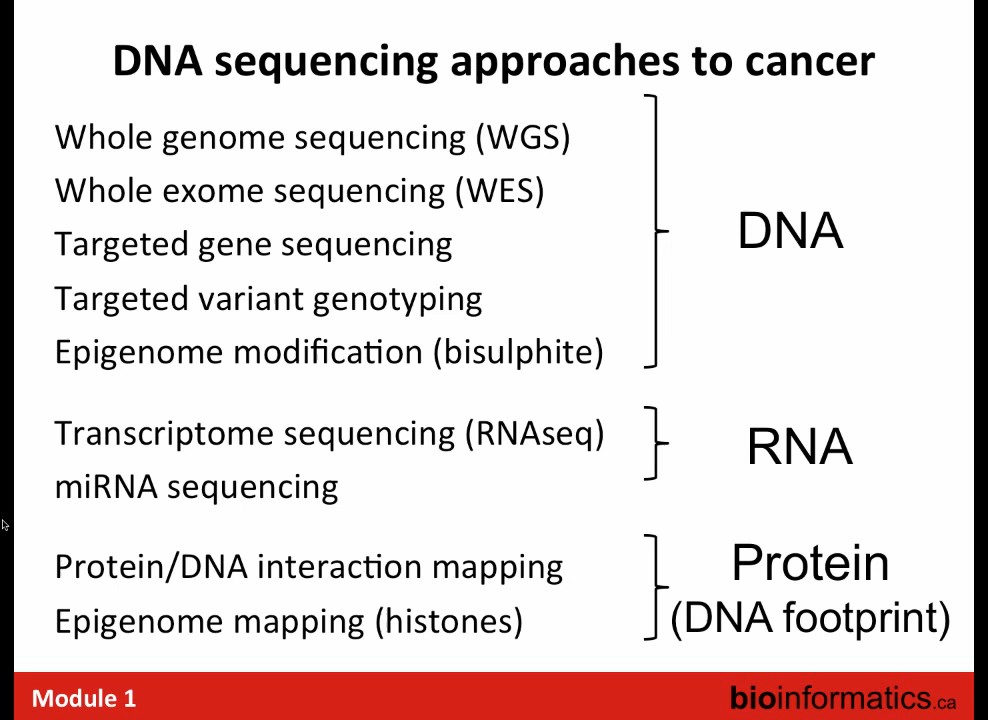 DNA sequencing approaches to cancer
Whole genome sequencing (WGS)
Whole exome sequencing (WES)
Targeted gene sequencing
Targeted variant genotyping
Epigenome modification (bisulphite)
DNA
Transcriptome sequencing (RNAseq)
miRNA sequencing
RNA
Protein/DNA interaction mapping
Epigenome mapping (histones)
Protein
(DNA footprint)
Module 1
bioinformatics.ca